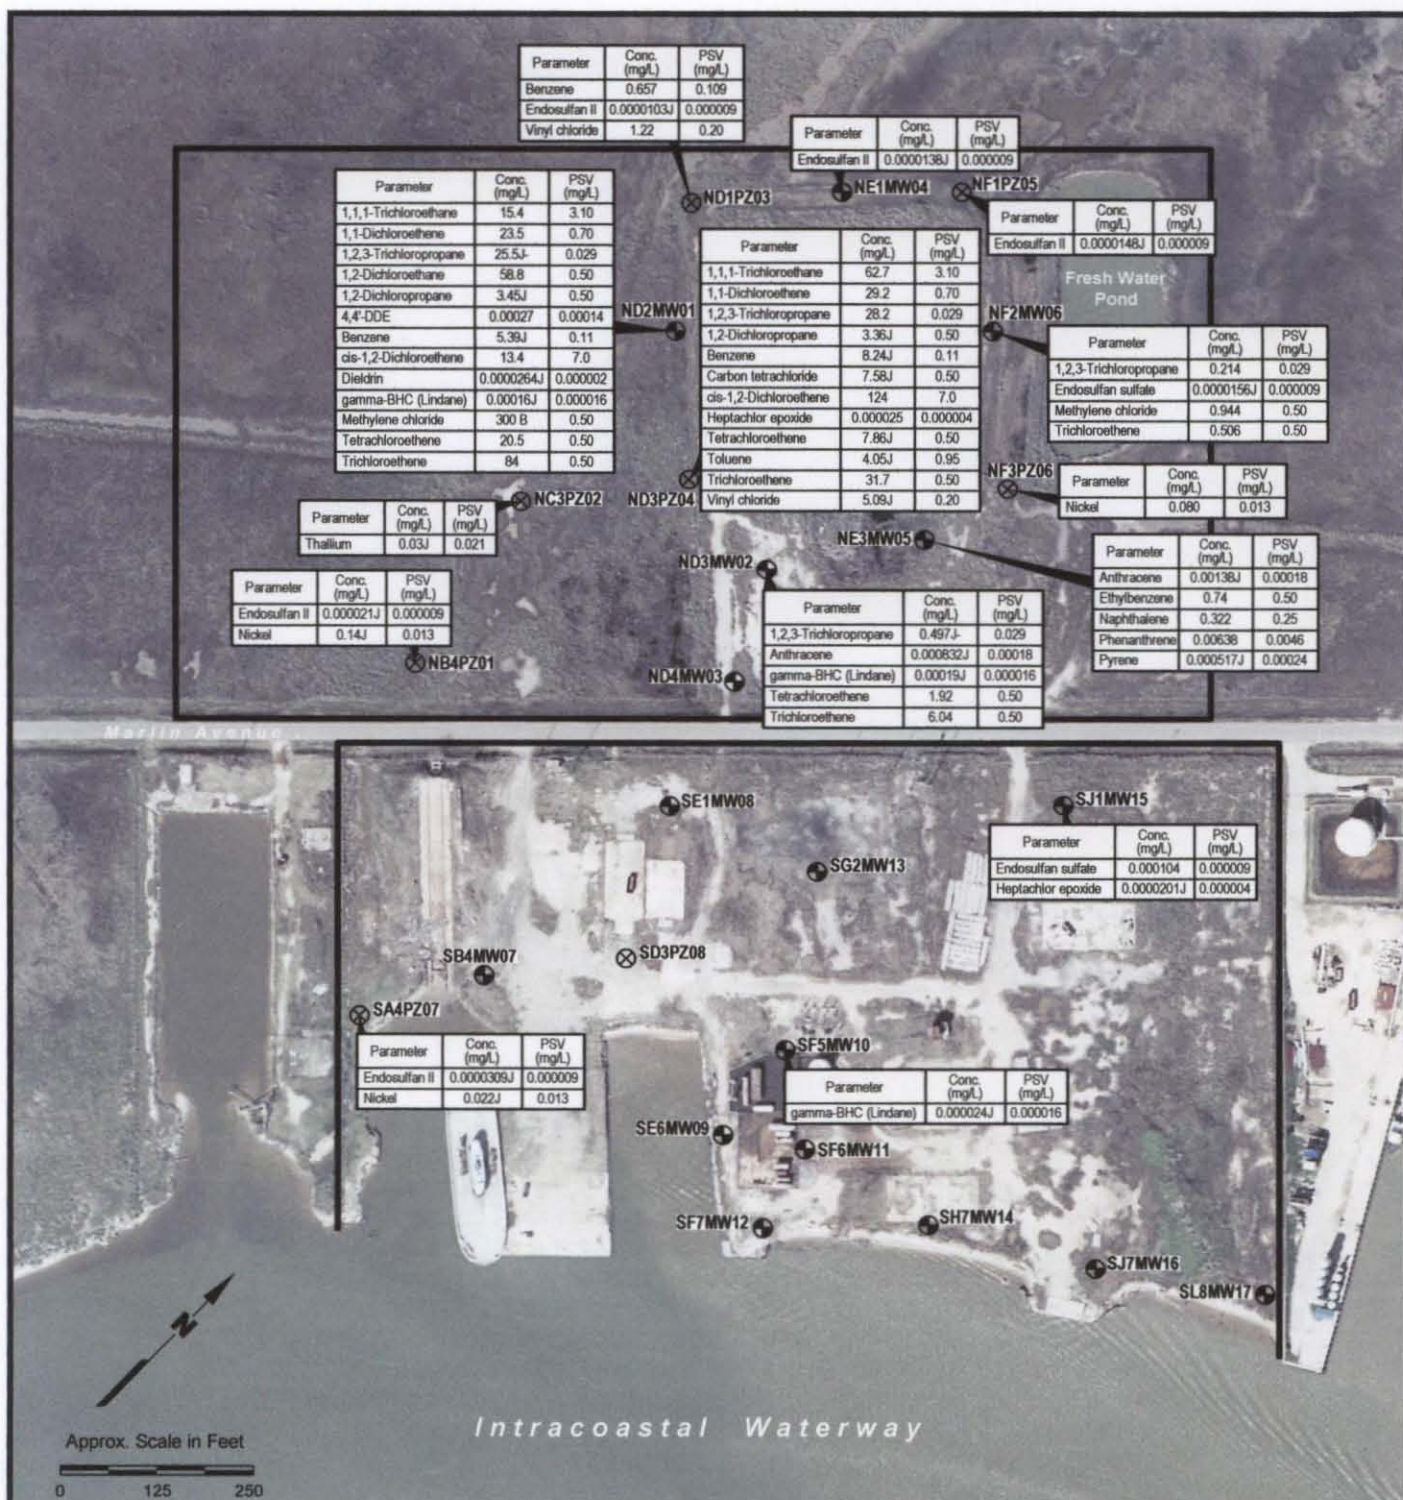 Parameter Conc. (mg/L) PSV (mg/L)
Benzene 0.657 0.109
Endosulfan II 0.0000103J 0.000009
Vinyl chloride 1.22 0.20
ND1PZ03
Parameter Conc. (mg/L) PSV (mg/L)
Endosulfan II 0.0000138J 0.000009
NE1MW04
NF1PZ05
Parameter Conc. (mg/L) PSV (mg/L)
Endosulfan II 0.0000148J 0.000009
Fresh Water
Pond
Parameter Conc. (mg/L) PSV (mg/L)
1,1,1-Trichloroethane 15.4 3.10
1,1-Dichloroethene 23.5 0.70
1,2,3-Trichloropropane 25.5J- 0.029
1,2-Dichloroethane 58.8 0.50
1,2-Dichloropropane 3.45J 0.50
4,4'-DDE 0.00027 0.00014
Benzene 5.39J 0.11
cis-1,2-Dichloroethene 13.4 7.0
Dieldrin 0.0000264J 0.000002
gamma-BHC (Lindane) 0.00016J 0.000016
Methylene chloride 300 B 0.50
Tetrachloroethene 20.5 0.50
Trichloroethene 84 0.50
ND2MW01
Parameter Conc. (mg/L) PSV (mg/L)
1,1,1-Trichloroethane 62.7 3.10
1,1-Dichloroethene 29.2 0.70
1,2,3-Trichloropropane 28.2 0.029
1,2-Dichloropropane 3.36J 0.50
Benzene 8.24J 0.11
Carbon tetrachloride 7.58J 0.50
cis-1,2-Dichloroethene 124 7.0
Heptachlor epoxide 0.000025 0.000004
Tetrachloroethene 7.86J 0.50
Toluene 4.05J 0.95
Trichloroethene 31.7 0.50
Vinyl chloride 5.09J 0.20
ND3PZ04
NF2MW06
Parameter Conc. (mg/L) PSV (mg/L)
1,2,3-Trichloropropane 0.214 0.029
Endosulfan sulfate 0.0000156J 0.000009
Methylene chloride 0.944 0.50
Trichloroethene 0.506 0.50
NF3PZ06
Parameter Conc. (mg/L) PSV (mg/L)
Nickel 0.080 0.013
NC3PZ02
Parameter Conc. (mg/L) PSV (mg/L)
Thallium 0.03J 0.021
NE3MW05
Parameter Conc. (mg/L) PSV (mg/L)
Anthracene 0.00138J 0.00018
Ethylbenzene 0.74 0.50
Naphthalene 0.322 0.25
Phenanthrene 0.00638 0.0046
Pyrene 0.000517J 0.00024
ND3MW02
Parameter Conc. (mg/L) PSV (mg/L)
1,2,3-Trichloropropane 0.497J- 0.029
Anthracene 0.000832J 0.00018
gamma-BHC (Lindane) 0.00019J 0.000016
Tetrachloroethene 1.92 0.50
Trichloroethene 6.04 0.50
Parameter Conc. (mg/L) PSV (mg/L)
Endosulfan II 0.000021J 0.000009
Nickel 0.14J 0.013
NB4PZ01
ND4MW03
Marlin Avenue
SE1MW08
SJ1MW15
Parameter Conc. (mg/L) PSV (mg/L)
Endosulfan sulfate 0.000104 0.000009
Heptachlor epoxide 0.0000201J 0.000004
SG2MW13
SD3PZ08
SB4MW07
SA4PZ07
Parameter Conc. (mg/L) PSV (mg/L)
Endosulfan II 0.0000309J 0.000009
Nickel 0.022J 0.013
SF5MW10
Parameter Conc. (mg/L) PSV (mg/L)
gamma-BHC (Lindane) 0.000024J 0.000016
SE6MW09
SF6MW11
SF7MW12
SH7MW14
SJ7MW16
SL8MW17
N
Intracoastal Waterway
Approx. Scale in Feet
0 125 250